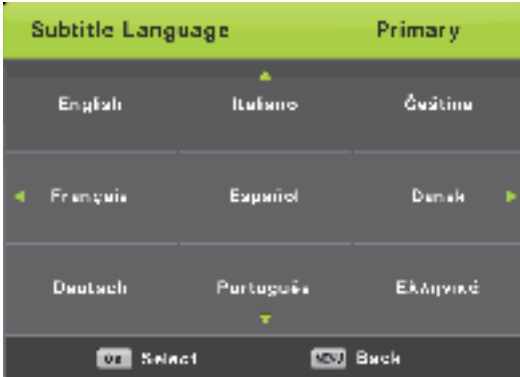 Subtitle Language Primary
English Italiano Čeština
Français Español Dansk
Deutsch Português Ελληνικά
OK Select MENU Back